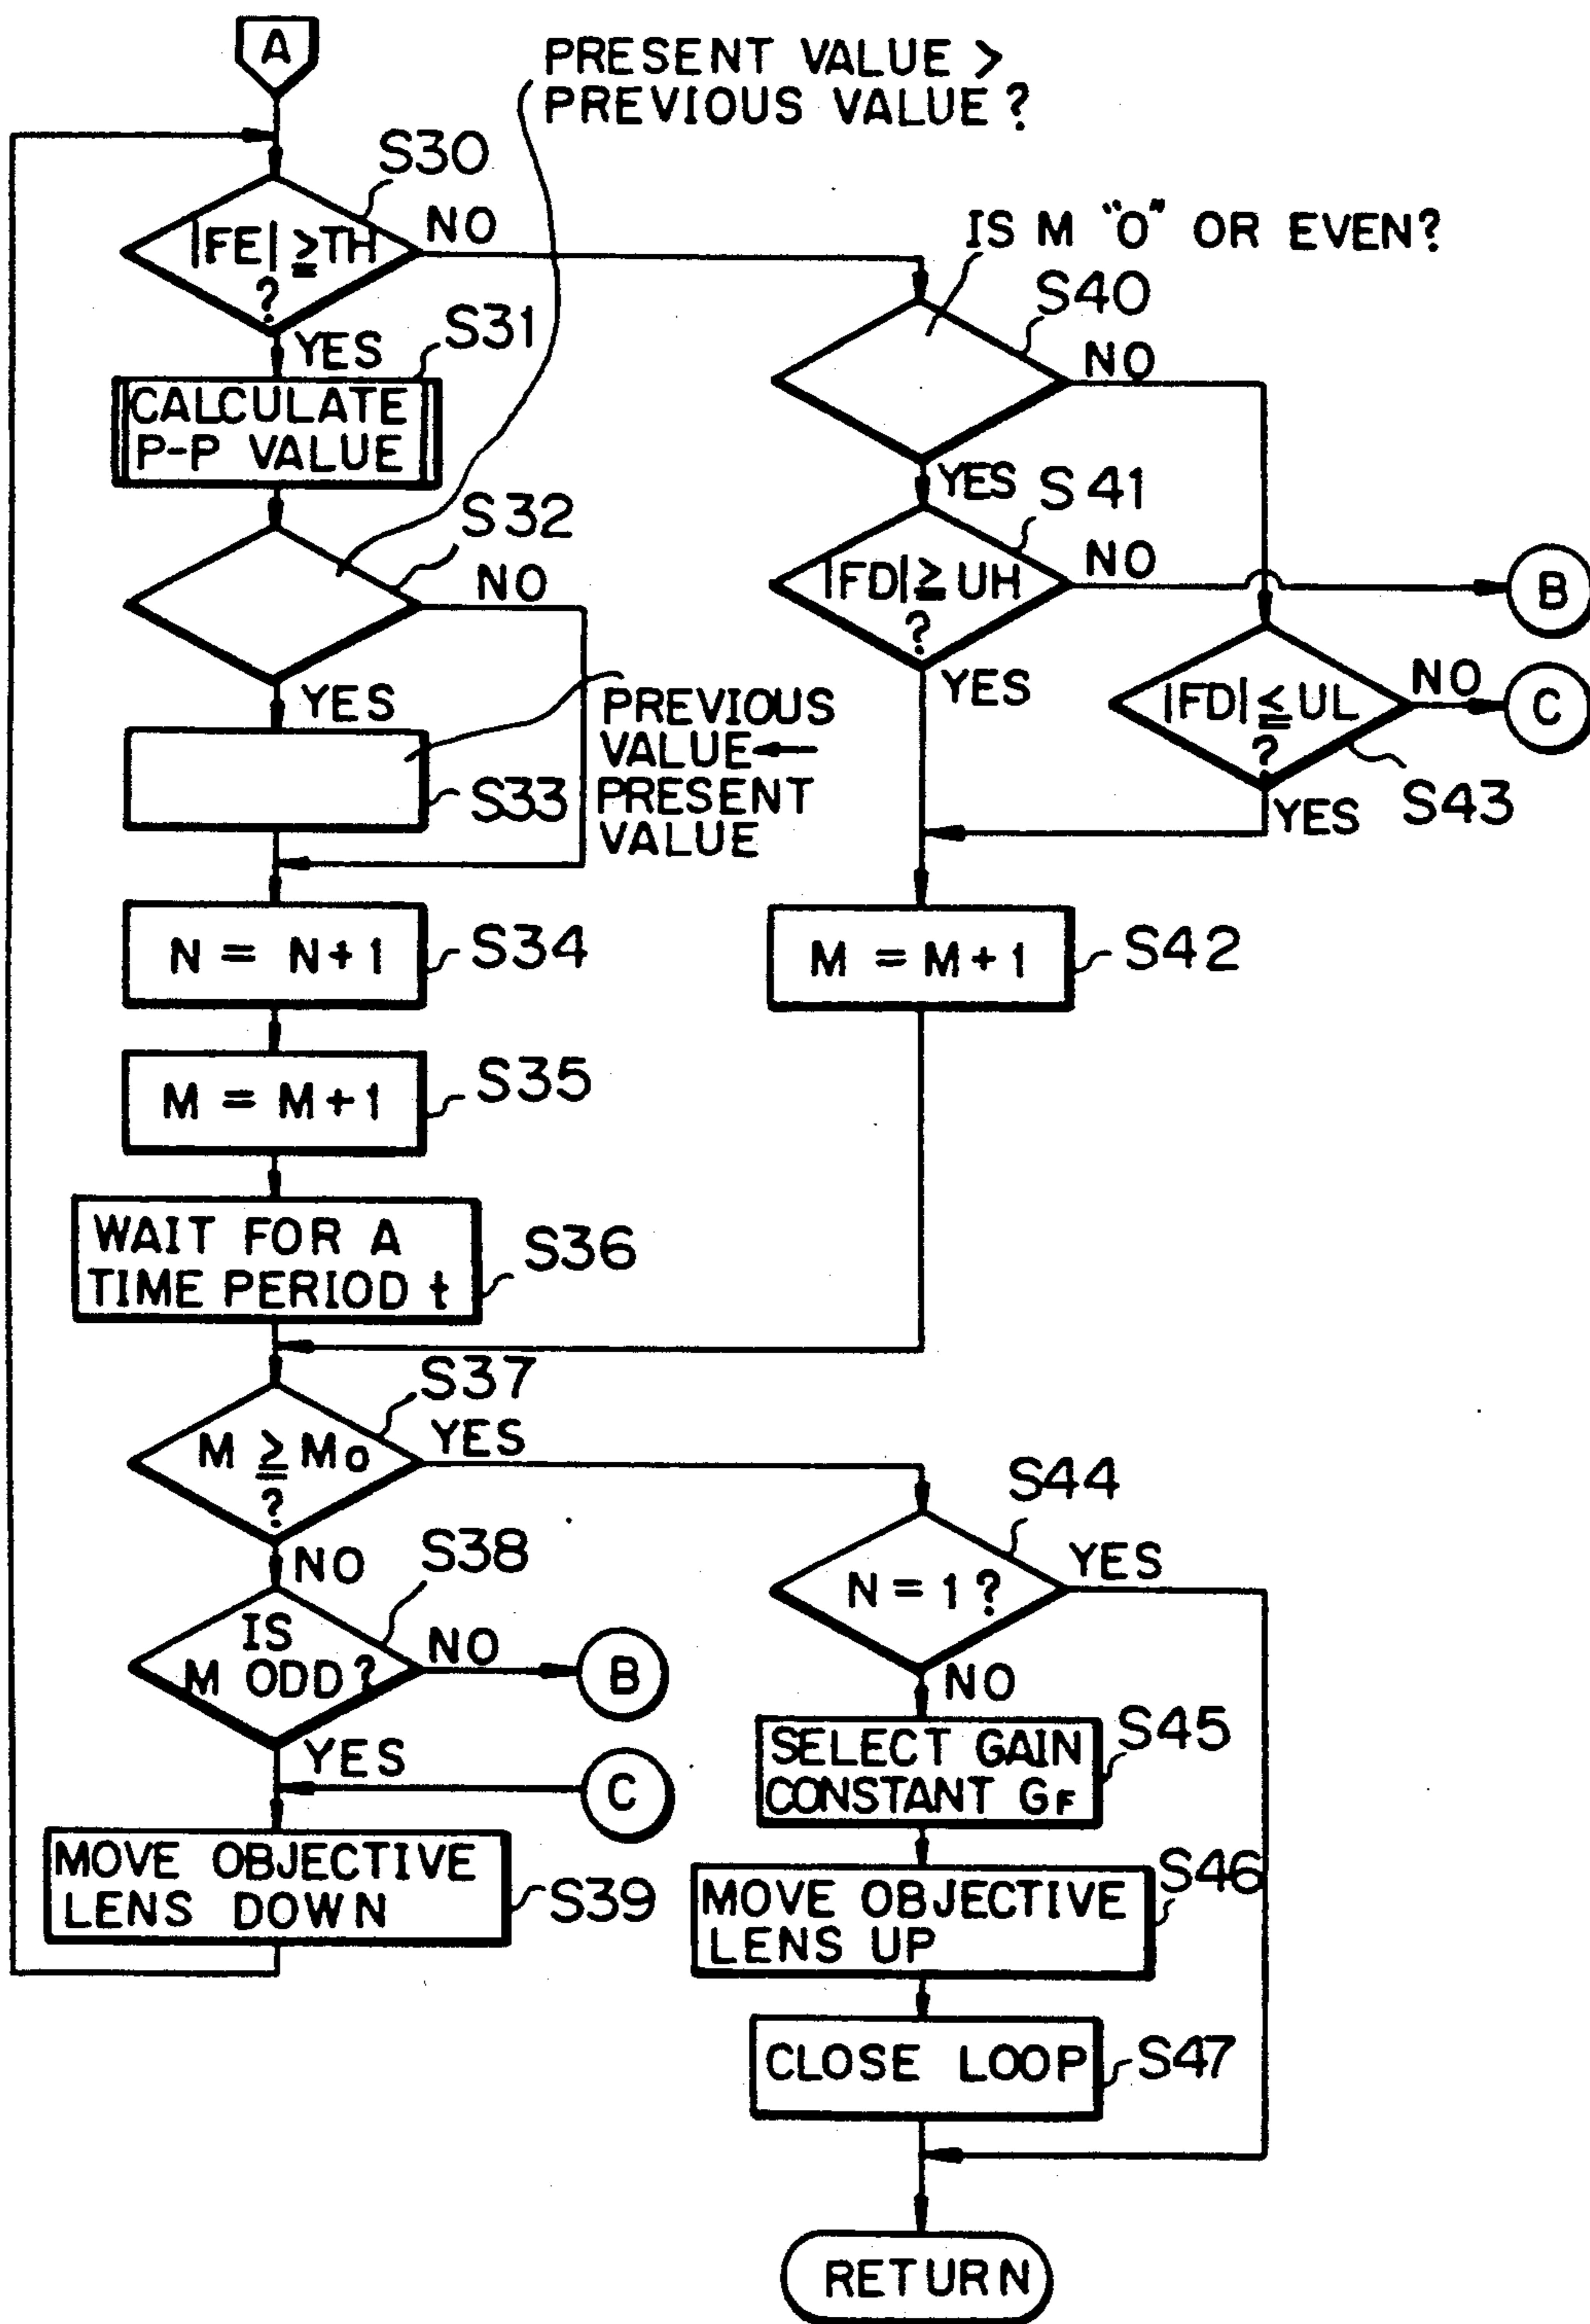 A
PRESENT VALUE >
PREVIOUS VALUE ?
S30
|FE| ≧ TH
?
NO
YES
IS M "O" OR EVEN?
S40
NO
YES
S31
CALCULATE
P-P VALUE
S32
NO
YES
S41
|FD| ≧ UH
?
NO
B
YES
|FD| ≦ UL
?
NO
C
S43
YES
PREVIOUS
VALUE ←
PRESENT
VALUE
S33
N = N+1
S34
M = M+1
S42
M = M+1
S35
WAIT FOR A
TIME PERIOD t
S36
S37
M ≧ Mo
?
YES
NO
S44
N = 1 ?
YES
NO
S38
IS
M ODD ?
NO
B
YES
C
SELECT GAIN
CONSTANT GF
S45
MOVE OBJECTIVE
LENS DOWN
S39
MOVE OBJECTIVE
LENS UP
S46
CLOSE LOOP
S47
RETURN